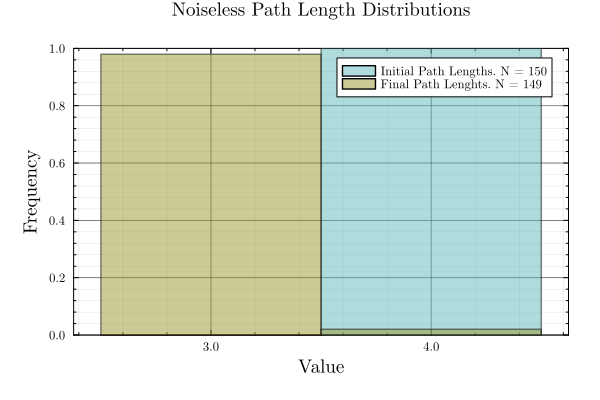 Noiseless Path Length Distributions
1.0
Initial Path Lengths. N = 150
Final Path Lenghts. N = 149
0.8
0.6
Frequency
0.4
0.2
0.0
3.0 4.0
Value